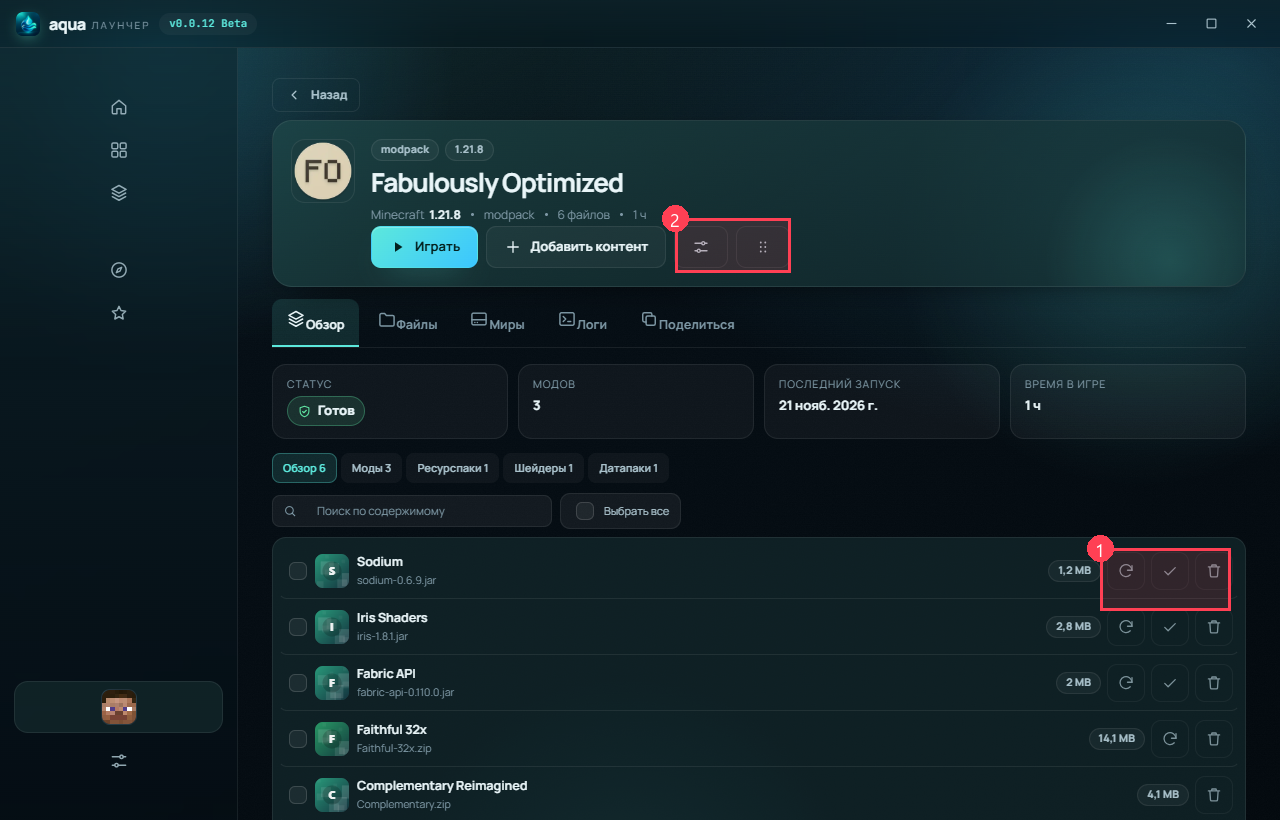 aqua ЛАУНЧЕР v0.0.12 Beta
Назад
FO
modpack 1.21.8
Fabulously Optimized
Minecraft 1.21.8 • modpack • 6 файлов • 1 ч
2
Играть Добавить контент
Обзор Файлы Миры Логи Поделиться
СТАТУС МОДОВ ПОСЛЕДНИЙ ЗАПУСК ВРЕМЯ В ИГРЕ
Готов 3 21 нояб. 2026 г. 1 ч
Обзор 6 Моды 3 Ресурспаки 1 Шейдеры 1 Датапаки 1
Поиск по содержимому Выбрать все
1
S Sodium 1,2 MB
sodium-0.6.9.jar
I Iris Shaders 2,8 MB
iris-1.8.1.jar
F Fabric API 2 MB
fabric-api-0.110.0.jar
F Faithful 32x 14,1 MB
Faithful-32x.zip
C Complementary Reimagined 4,1 MB
Complementary.zip